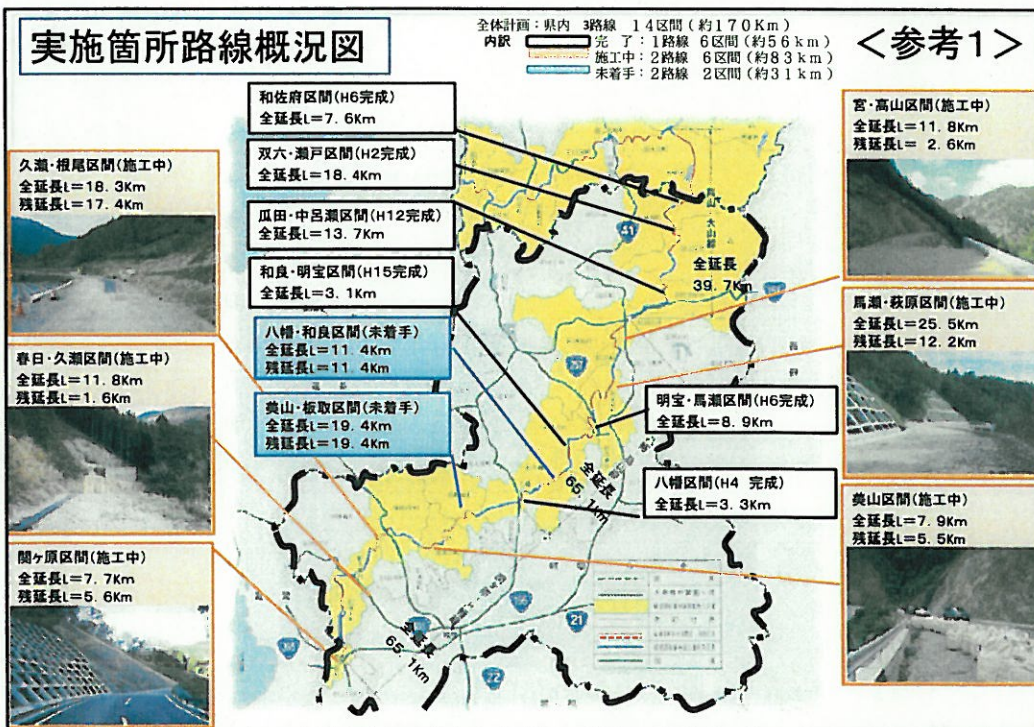 実施箇所路線概況図
全体計画：県内 3路線 14区間（約170Km）
内訳
完 了：1路線 6区間（約56km）
施工中：2路線 6区間（約83km）
未着手：2路線 2区間（約31km）
＜参考1＞
和佐府区間(H6完成)
全延長L=7.6Km
双六・瀬戸区間(H2完成)
全延長L=18.4Km
瓜田・中呂瀬区間(H12完成)
全延長L=13.7Km
和良・明宝区間(H15完成)
全延長L=3.1Km
八幡・和良区間(未着手)
全延長L=11.4Km
残延長L=11.4Km
美山・板取区間(未着手)
全延長L=19.4Km
残延長L=19.4Km
久瀬・根尾区間(施工中)
全延長L=18.3Km
残延長L=17.4Km
春日・久瀬区間(施工中)
全延長L=11.8Km
残延長L=1.6Km
関ヶ原区間(施工中)
全延長L=7.7Km
残延長L=5.6Km
宮・高山区間(施工中)
全延長L=11.8Km
残延長L= 2.6Km
馬瀬・萩原区間(施工中)
全延長L=25.5Km
残延長L=12.2Km
美山区間(施工中)
全延長L=7.9Km
残延長L=5.5Km
明宝・馬瀬区間(H6完成)
全延長L=8.9Km
八幡区間(H4 完成)
全延長L=3.3Km
全延長
39.7Km
全延長
65.1Km
全延長
65.1Km
41
257
21
22